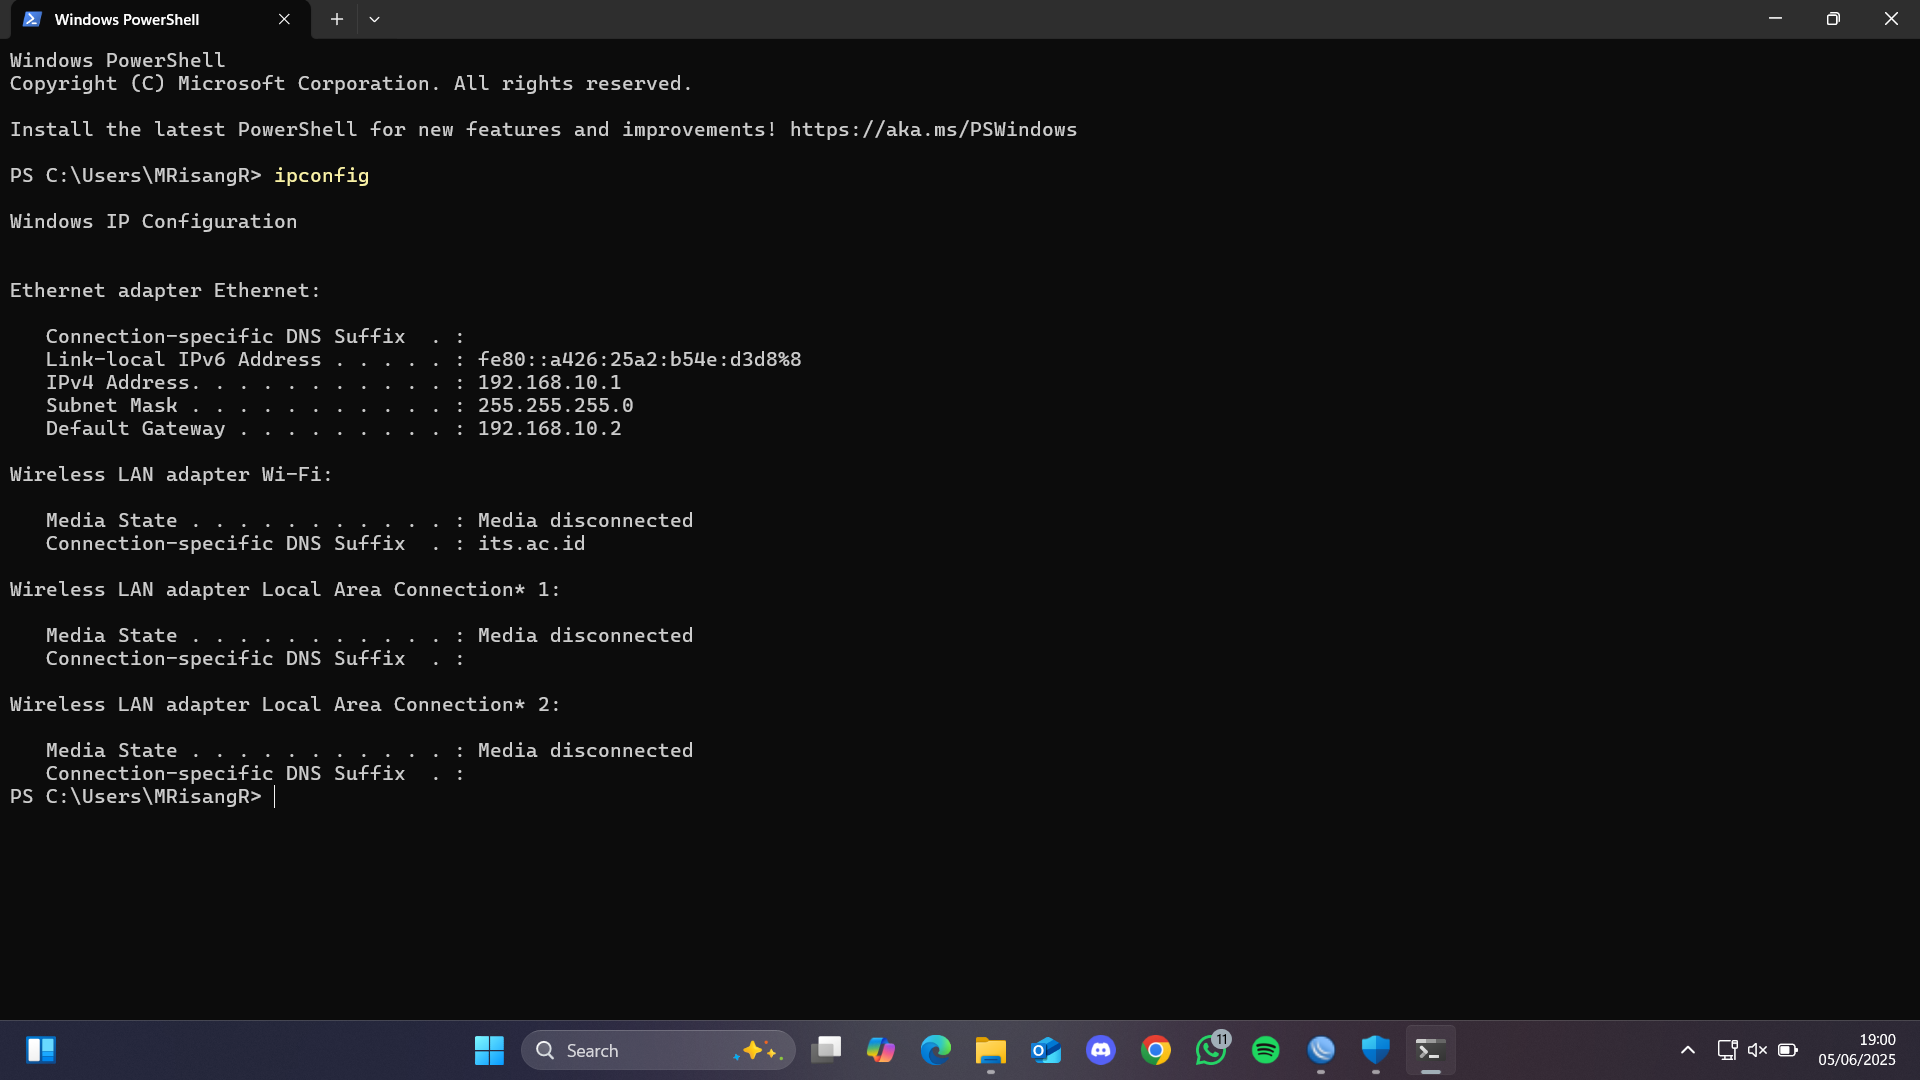 Windows PowerShell
Windows PowerShell
Copyright (C) Microsoft Corporation. All rights reserved.
Install the latest PowerShell for new features and improvements! https://aka.ms/PSWindows
PS C:\Users\MRisangR> ipconfig
Windows IP Configuration
Ethernet adapter Ethernet:
   Connection-specific DNS Suffix  . :
   Link-local IPv6 Address . . . . . : fe80::a426:25a2:b54e:d3d8%8
   IPv4 Address. . . . . . . . . . . : 192.168.10.1
   Subnet Mask . . . . . . . . . . . : 255.255.255.0
   Default Gateway . . . . . . . . . : 192.168.10.2
Wireless LAN adapter Wi-Fi:
   Media State . . . . . . . . . . . : Media disconnected
   Connection-specific DNS Suffix  . : its.ac.id
Wireless LAN adapter Local Area Connection* 1:
   Media State . . . . . . . . . . . : Media disconnected
   Connection-specific DNS Suffix  . :
Wireless LAN adapter Local Area Connection* 2:
   Media State . . . . . . . . . . . : Media disconnected
   Connection-specific DNS Suffix  . :
PS C:\Users\MRisangR>
Search
11
19:00
05/06/2025